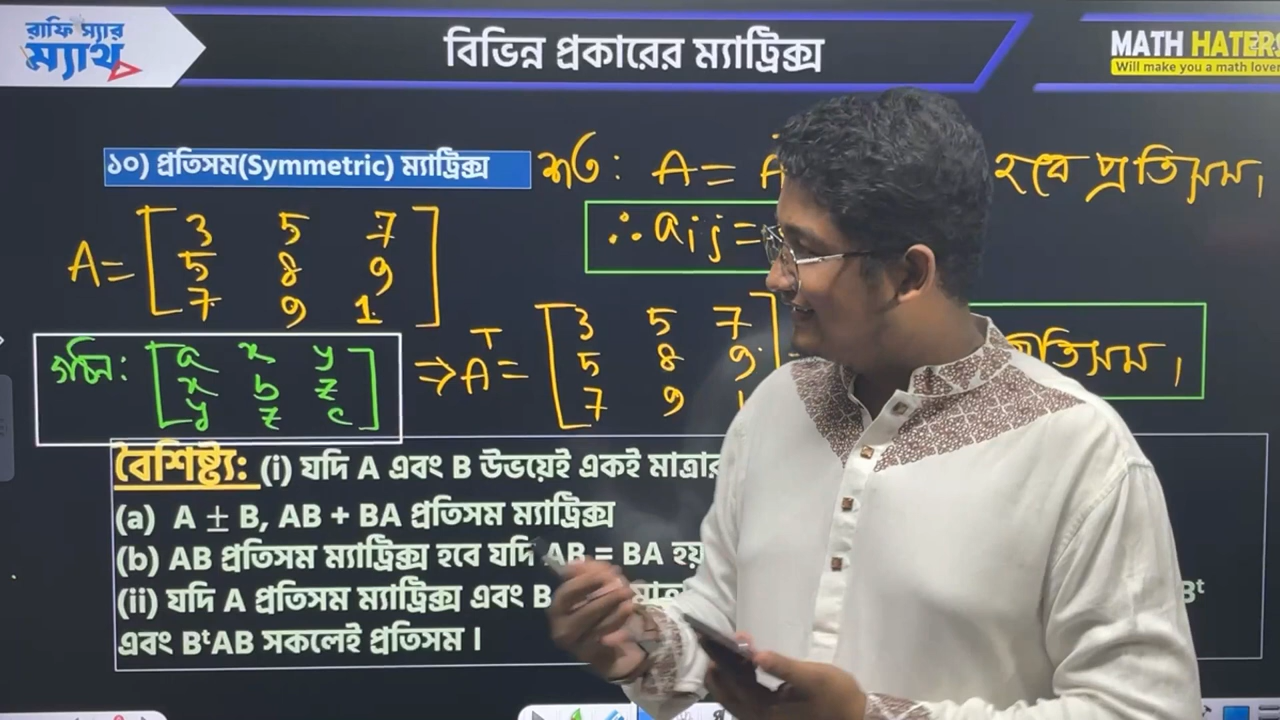 রাফি স্যার
ম্যাথ
বিভিন্ন প্রকারের ম্যাট্রিক্স
MATH HATERS
Will make you a math lover
১০) প্রতিসম(Symmetric) ম্যাট্রিক্স
শর্ত: A = হবে প্রতিসম।
∴ aij =
A = [3 5 7
5 8 9
7 9 1]
গঠন: [a x y
x b z
y z c]
⇒ Aᵀ = [3 5 7
5 8 9
7 9
প্রতিসম।
বৈশিষ্ট্য: (i) যদি A এবং B উভয়েই একই মাত্রার
(a) A ± B, AB + BA প্রতিসম ম্যাট্রিক্স
(b) AB প্রতিসম ম্যাট্রিক্স হবে যদি AB = BA হয়
(ii) যদি A প্রতিসম ম্যাট্রিক্স এবং B Bᵗ
এবং BᵗAB সকলেই প্রতিসম ।